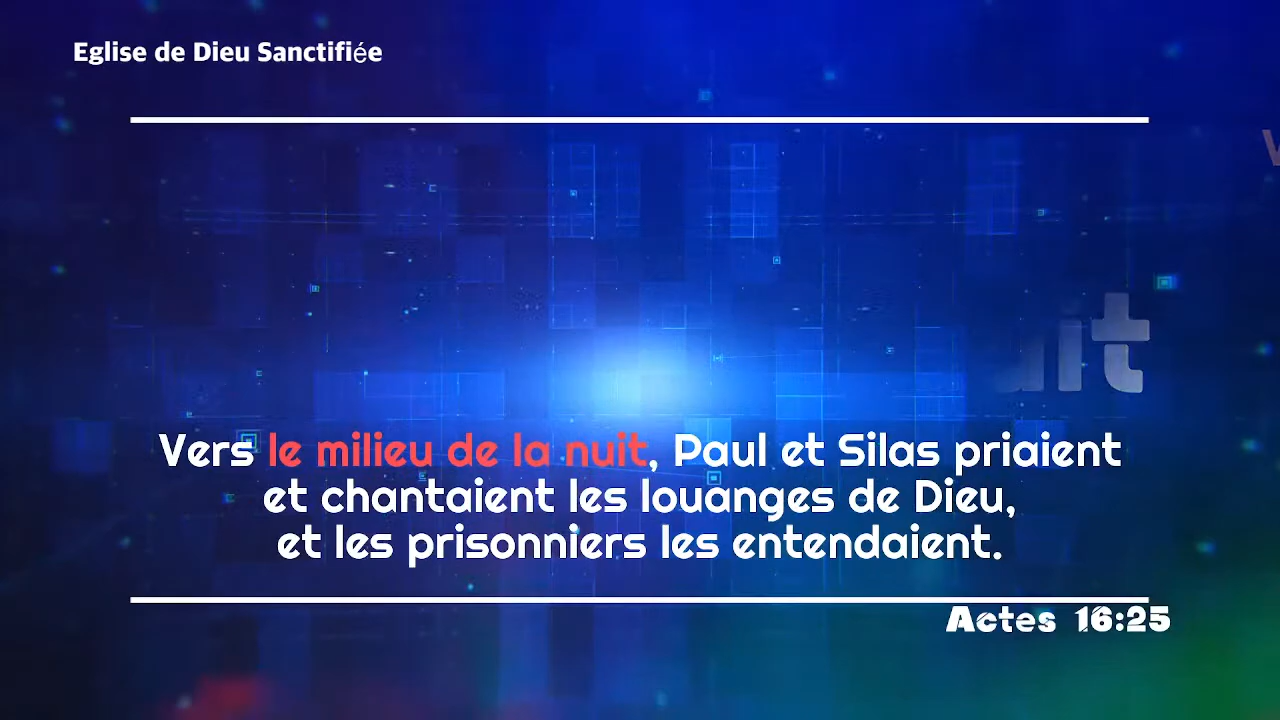 Eglise de Dieu Sanctifiée
Vers le milieu de la nuit, Paul et Silas priaient
et chantaient les louanges de Dieu,
et les prisonniers les entendaient.
Actes 16:25